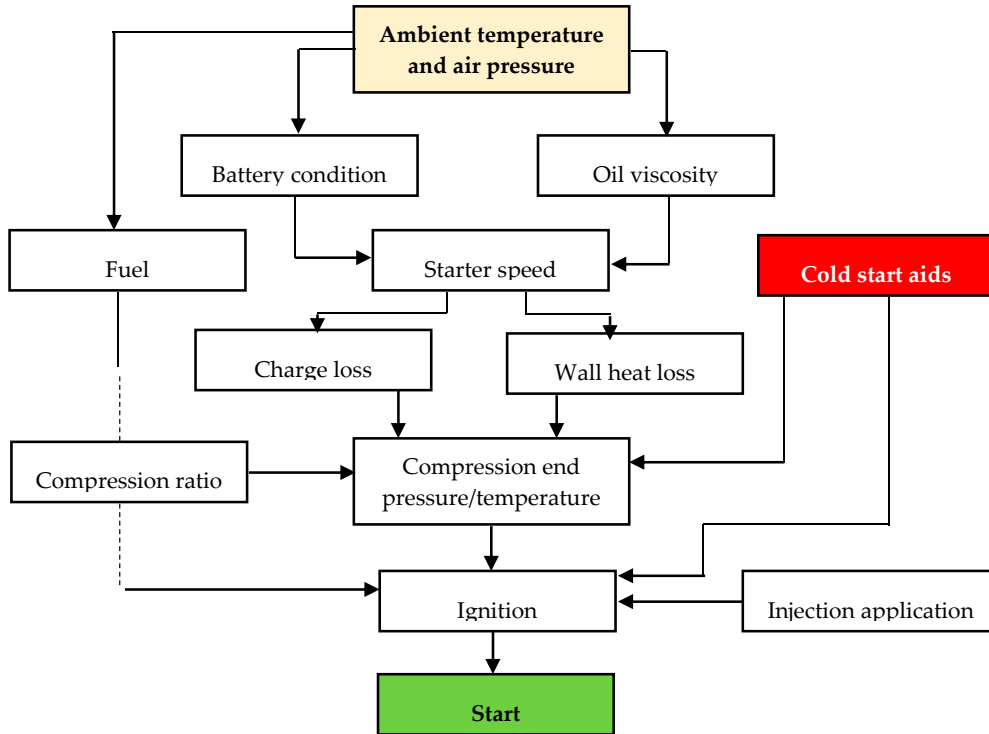 Ambient temperature
and air pressure
Battery condition
Oil viscosity
Fuel
Starter speed
Cold start aids
Charge loss
Wall heat loss
Compression ratio
Compression end
pressure/temperature
Ignition
Injection application
Start